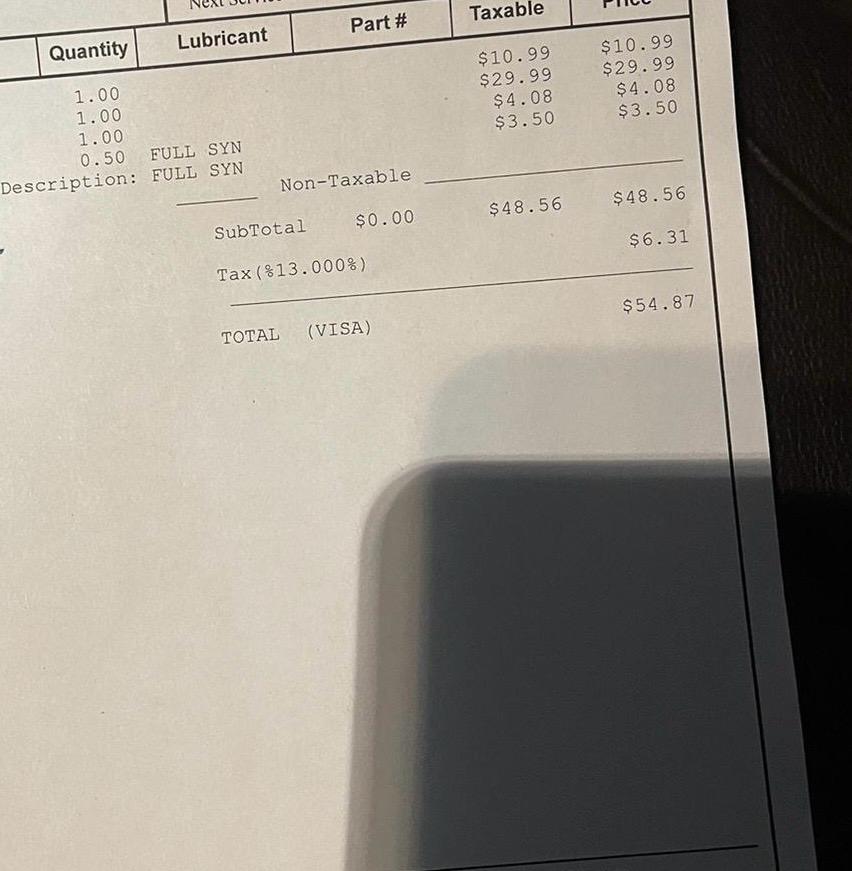 Next
Quantity Lubricant Part # Taxable Price
1.00 $10.99 $10.99
1.00 $29.99 $29.99
1.00 $4.08 $4.08
0.50 FULL SYN $3.50 $3.50
Description: FULL SYN
Non-Taxable
SubTotal $0.00 $48.56 $48.56
Tax(%13.000%) $6.31
TOTAL (VISA) $54.87